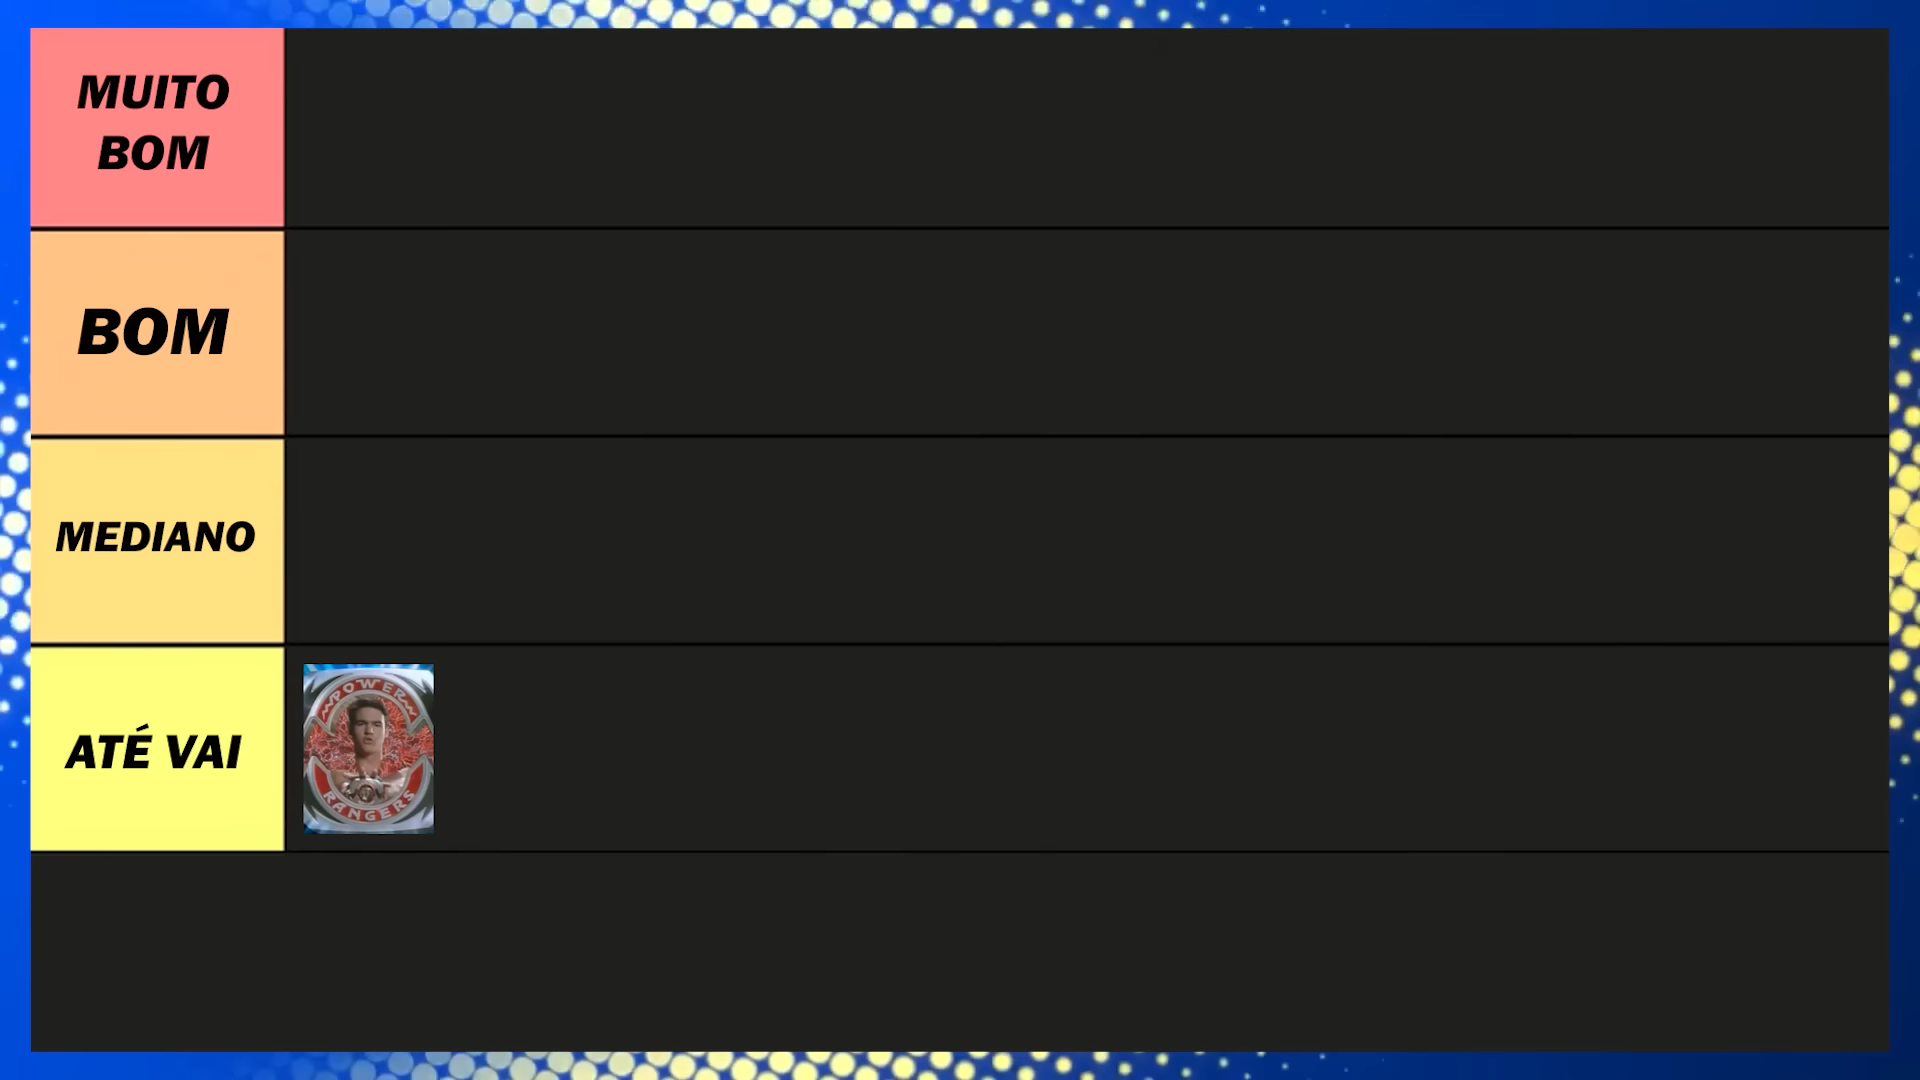 MUITO
BOM
BOM
MEDIANO
ATÉ VAI
POWER
RANGERS